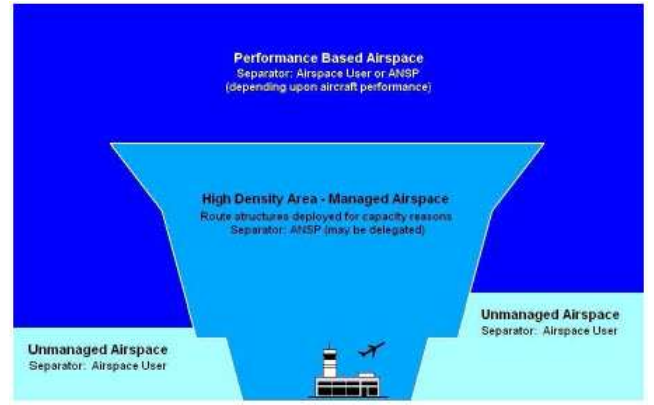 Performance Based Airspace
Separator: Airspace User or ANSP
(depending upon aircraft performance)
High Density Area - Managed Airspace
Route structures deployed for capacity reasons
Separator: ANSP (may be delegated)
Unmanaged Airspace
Separator: Airspace User
Unmanaged Airspace
Separator: Airspace User